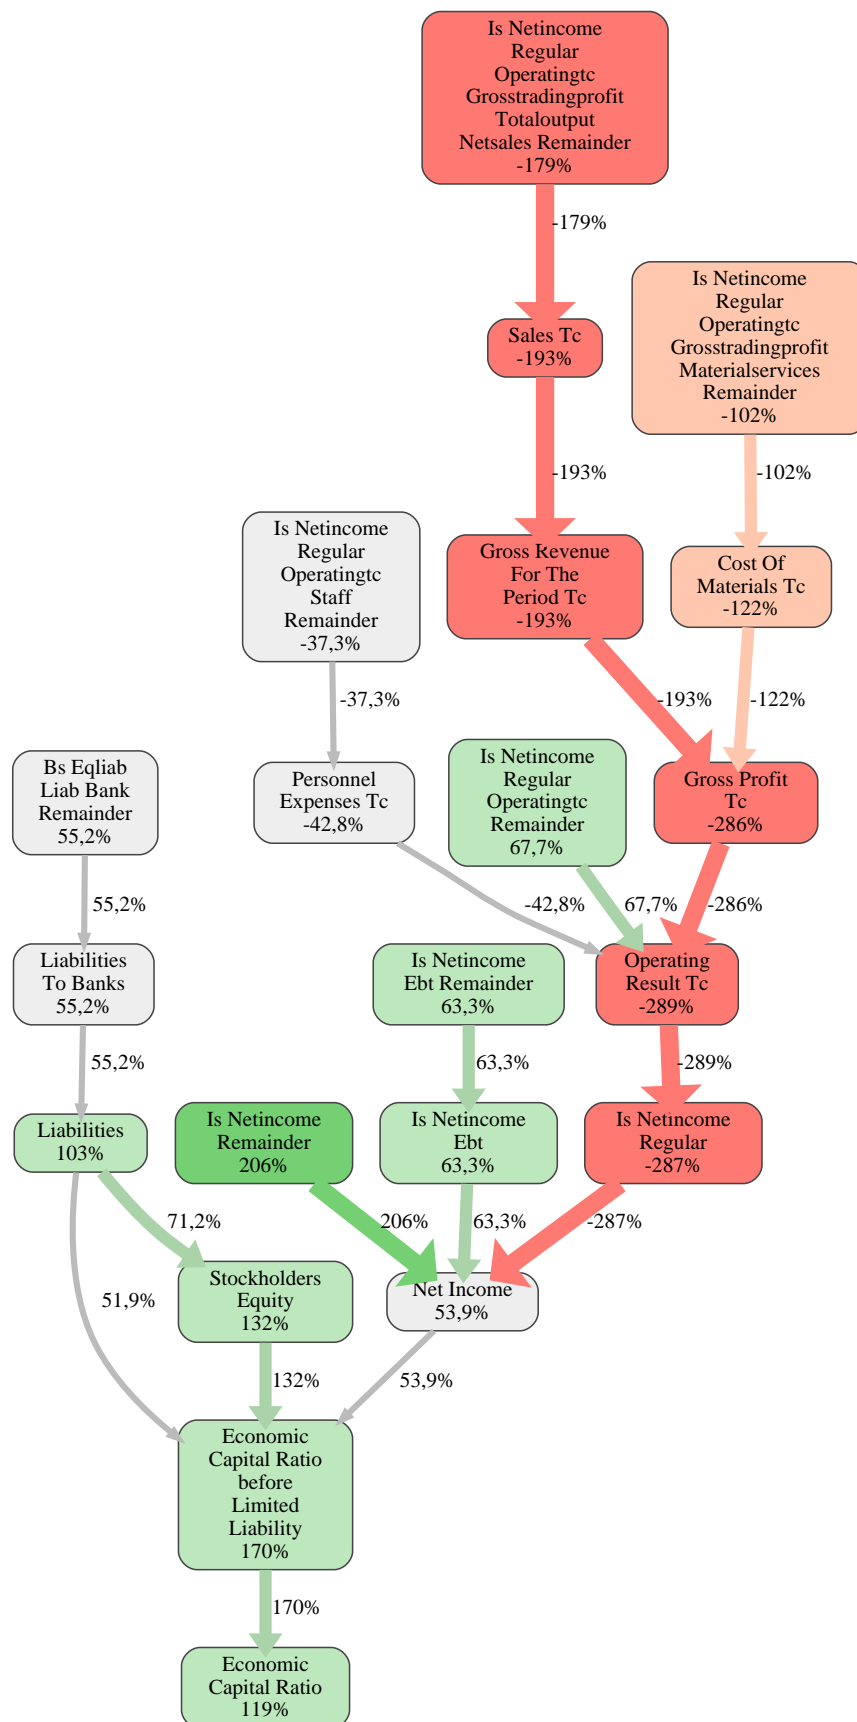 Is Netincome
Regular
Operatingtc
Grosstradingprofit
Totaloutput
Netsales Remainder
-179%
-179%
Is Netincome
Regular
Operatingtc
Grosstradingprofit
Materialservices
Remainder
-102%
Sales Tc
-193%
-193%
-102%
Is Netincome
Regular
Operatingtc
Staff
Remainder
-37,3%
Gross Revenue
For The
Period Tc
-193%
Cost Of
Materials Tc
-122%
-37,3%
-193%
-122%
Bs Eqliab
Liab Bank
Remainder
55,2%
Personnel
Expenses Tc
-42,8%
Is Netincome
Regular
Operatingtc
Remainder
67,7%
Gross Profit
Tc
-286%
55,2%
-42,8%
67,7%
-286%
Liabilities
To Banks
55,2%
Is Netincome
Ebt Remainder
63,3%
Operating
Result Tc
-289%
55,2%
63,3%
-289%
Liabilities
103%
Is Netincome
Remainder
206%
Is Netincome
Ebt
63,3%
Is Netincome
Regular
-287%
71,2%
206%
63,3%
-287%
51,9%
Stockholders
Equity
132%
Net Income
53,9%
132%
53,9%
Economic
Capital Ratio
before
Limited
Liability
170%
170%
Economic
Capital Ratio
119%